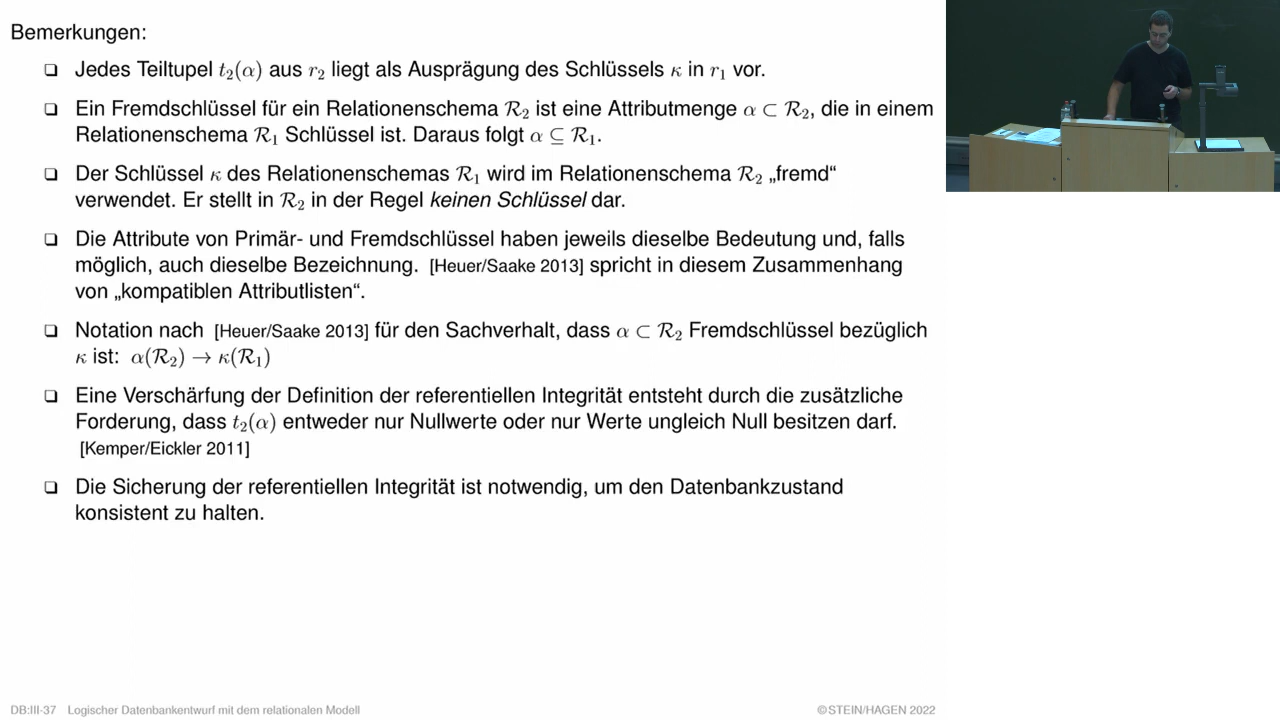 Bemerkungen:
❑ Jedes Teiltupel t₂(α) aus r₂ liegt als Ausprägung des Schlüssels κ in r₁ vor.
❑ Ein Fremdschlüssel für ein Relationenschema ℛ₂ ist eine Attributmenge α ⊂ ℛ₂, die in einem
Relationenschema ℛ₁ Schlüssel ist. Daraus folgt α ⊆ ℛ₁.
❑ Der Schlüssel κ des Relationenschemas ℛ₁ wird im Relationenschema ℛ₂ „fremd“
verwendet. Er stellt in ℛ₂ in der Regel keinen Schlüssel dar.
❑ Die Attribute von Primär- und Fremdschlüssel haben jeweils dieselbe Bedeutung und, falls
möglich, auch dieselbe Bezeichnung. [Heuer/Saake 2013] spricht in diesem Zusammenhang
von „kompatiblen Attributlisten“.
❑ Notation nach [Heuer/Saake 2013] für den Sachverhalt, dass α ⊂ ℛ₂ Fremdschlüssel bezüglich
κ ist: α(ℛ₂) → κ(ℛ₁)
❑ Eine Verschärfung der Definition der referentiellen Integrität entsteht durch die zusätzliche
Forderung, dass t₂(α) entweder nur Nullwerte oder nur Werte ungleich Null besitzen darf.
[Kemper/Eickler 2011]
❑ Die Sicherung der referentiellen Integrität ist notwendig, um den Datenbankzustand
konsistent zu halten.
DB:III-37 Logischer Datenbankentwurf mit dem relationalen Modell
©STEIN/HAGEN 2022